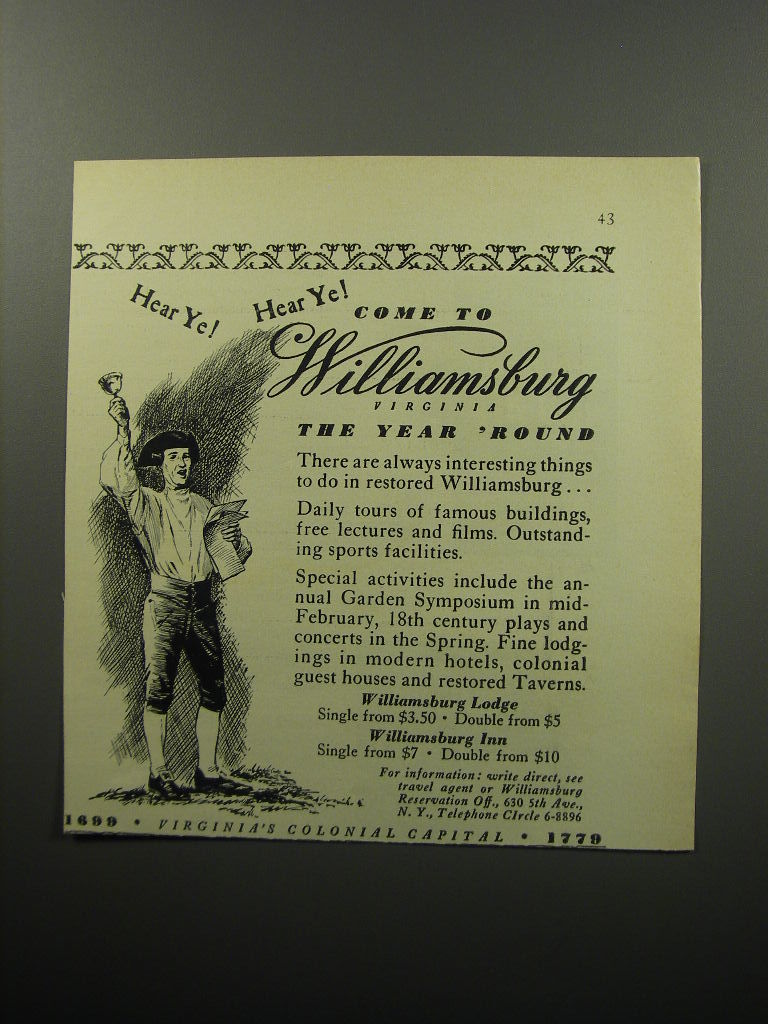 43
Hear Ye! Hear Ye!
COME TO
Williamsburg
VIRGINIA
THE YEAR 'ROUND
There are always interesting things
to do in restored Williamsburg...
Daily tours of famous buildings,
free lectures and films. Outstand-
ing sports facilities.
Special activities include the an-
nual Garden Symposium in mid-
February, 18th century plays and
concerts in the Spring. Fine lodg-
ings in modern hotels, colonial
guest houses and restored Taverns.
Williamsburg Lodge
Single from $3.50 • Double from $5
Williamsburg Inn
Single from $7 • Double from $10
For information: write direct, see
travel agent or Williamsburg
Reservation Off., 630 5th Ave.,
N. Y., Telephone CIrcle 6-8896
1699 • VIRGINIA'S COLONIAL CAPITAL • 1779